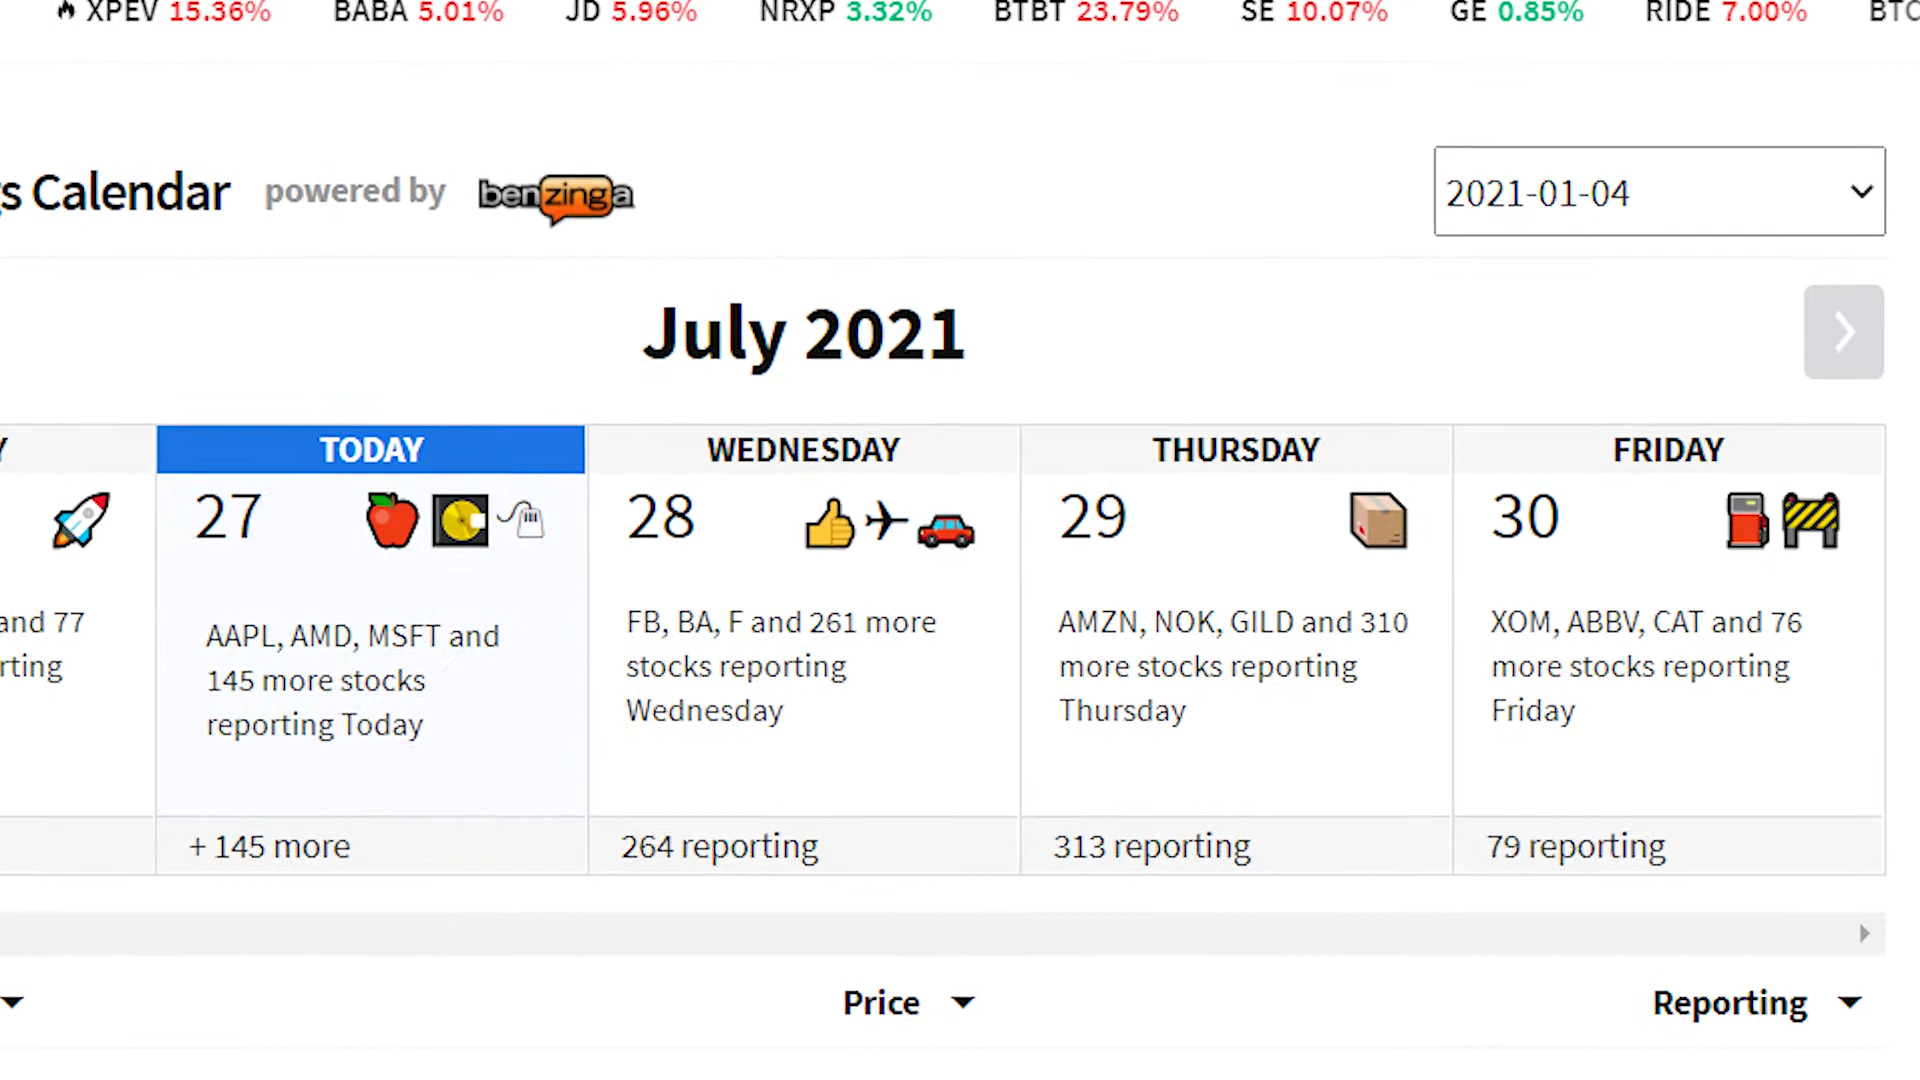 XPEV 15.36% BABA 5.01% JD 5.96% NRXP 3.32% BTBT 23.79% SE 10.07% GE 0.85% RIDE 7.00% BTC
gs Calendar powered by benzinga
2021-01-04
July 2021
Y TODAY WEDNESDAY THURSDAY FRIDAY
27 28 29 30
and 77
rting
AAPL, AMD, MSFT and
145 more stocks
reporting Today
FB, BA, F and 261 more
stocks reporting
Wednesday
AMZN, NOK, GILD and 310
more stocks reporting
Thursday
XOM, ABBV, CAT and 76
more stocks reporting
Friday
+ 145 more 264 reporting 313 reporting 79 reporting
Price Reporting